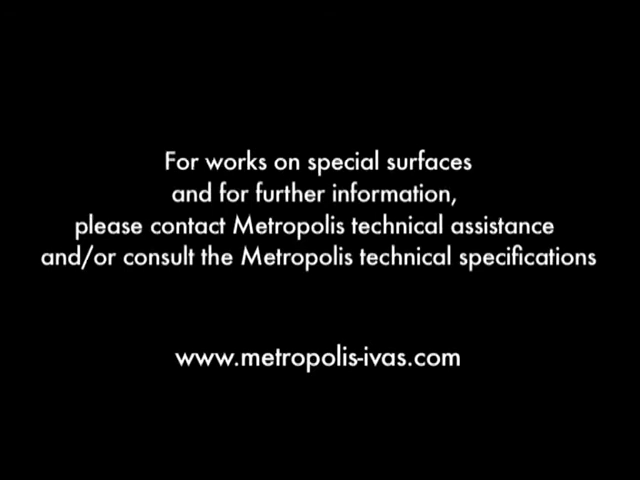 For works on special surfaces
and for further information,
please contact Metropolis technical assistance
and/or consult the Metropolis technical specifications
www.metropolis-ivas.com